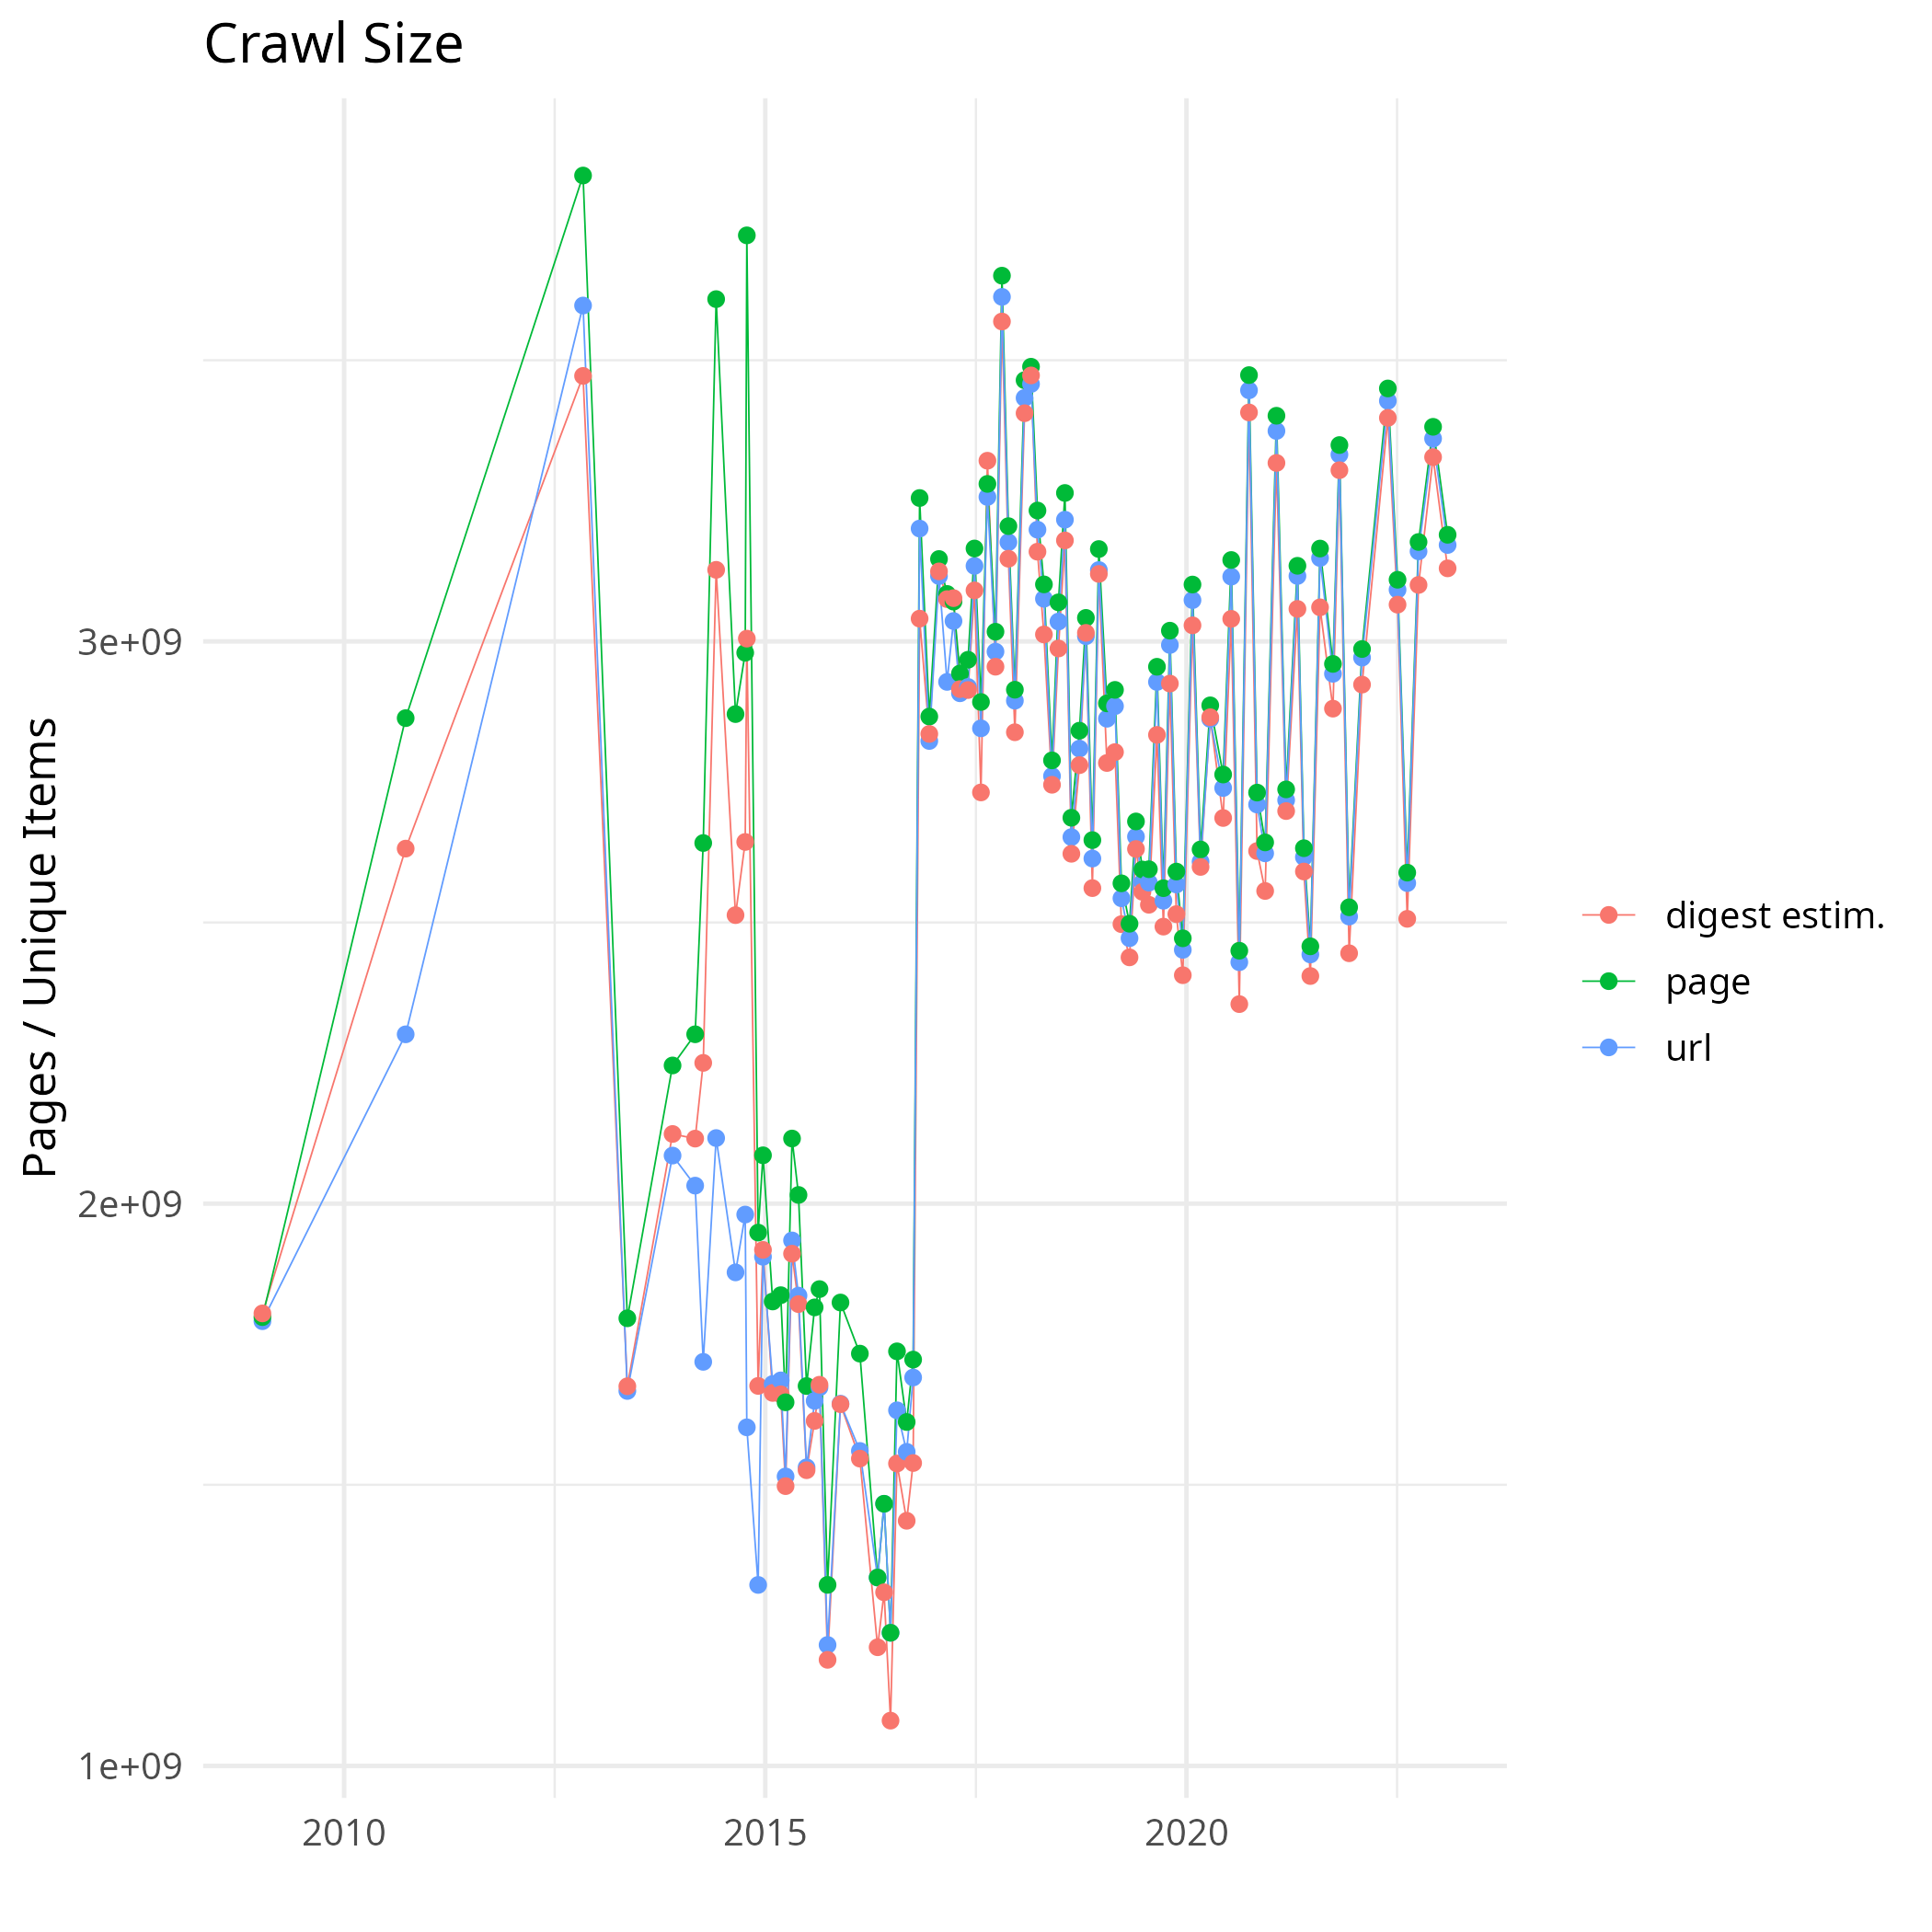 Crawl Size
Pages / Unique Items
3e+09
2e+09
1e+09
2010
2015
2020
digest estim.
page
url